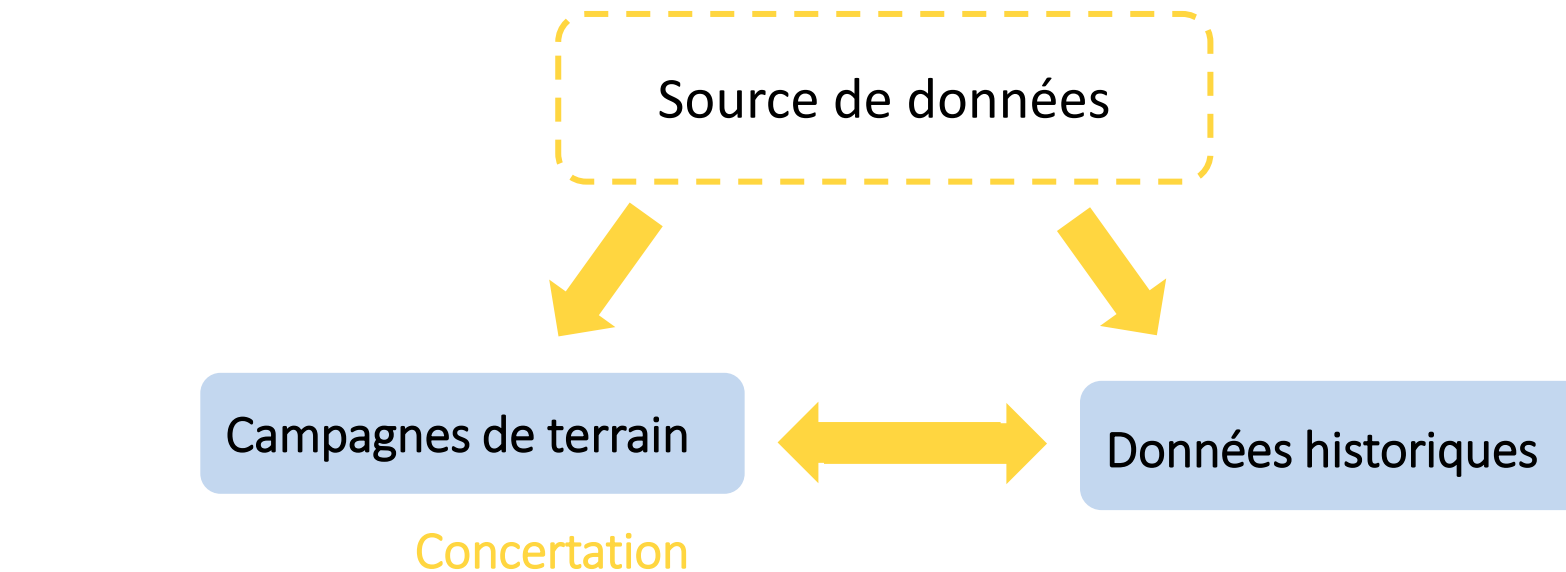 Source de données
Campagnes de terrain
Données historiques
Concertation